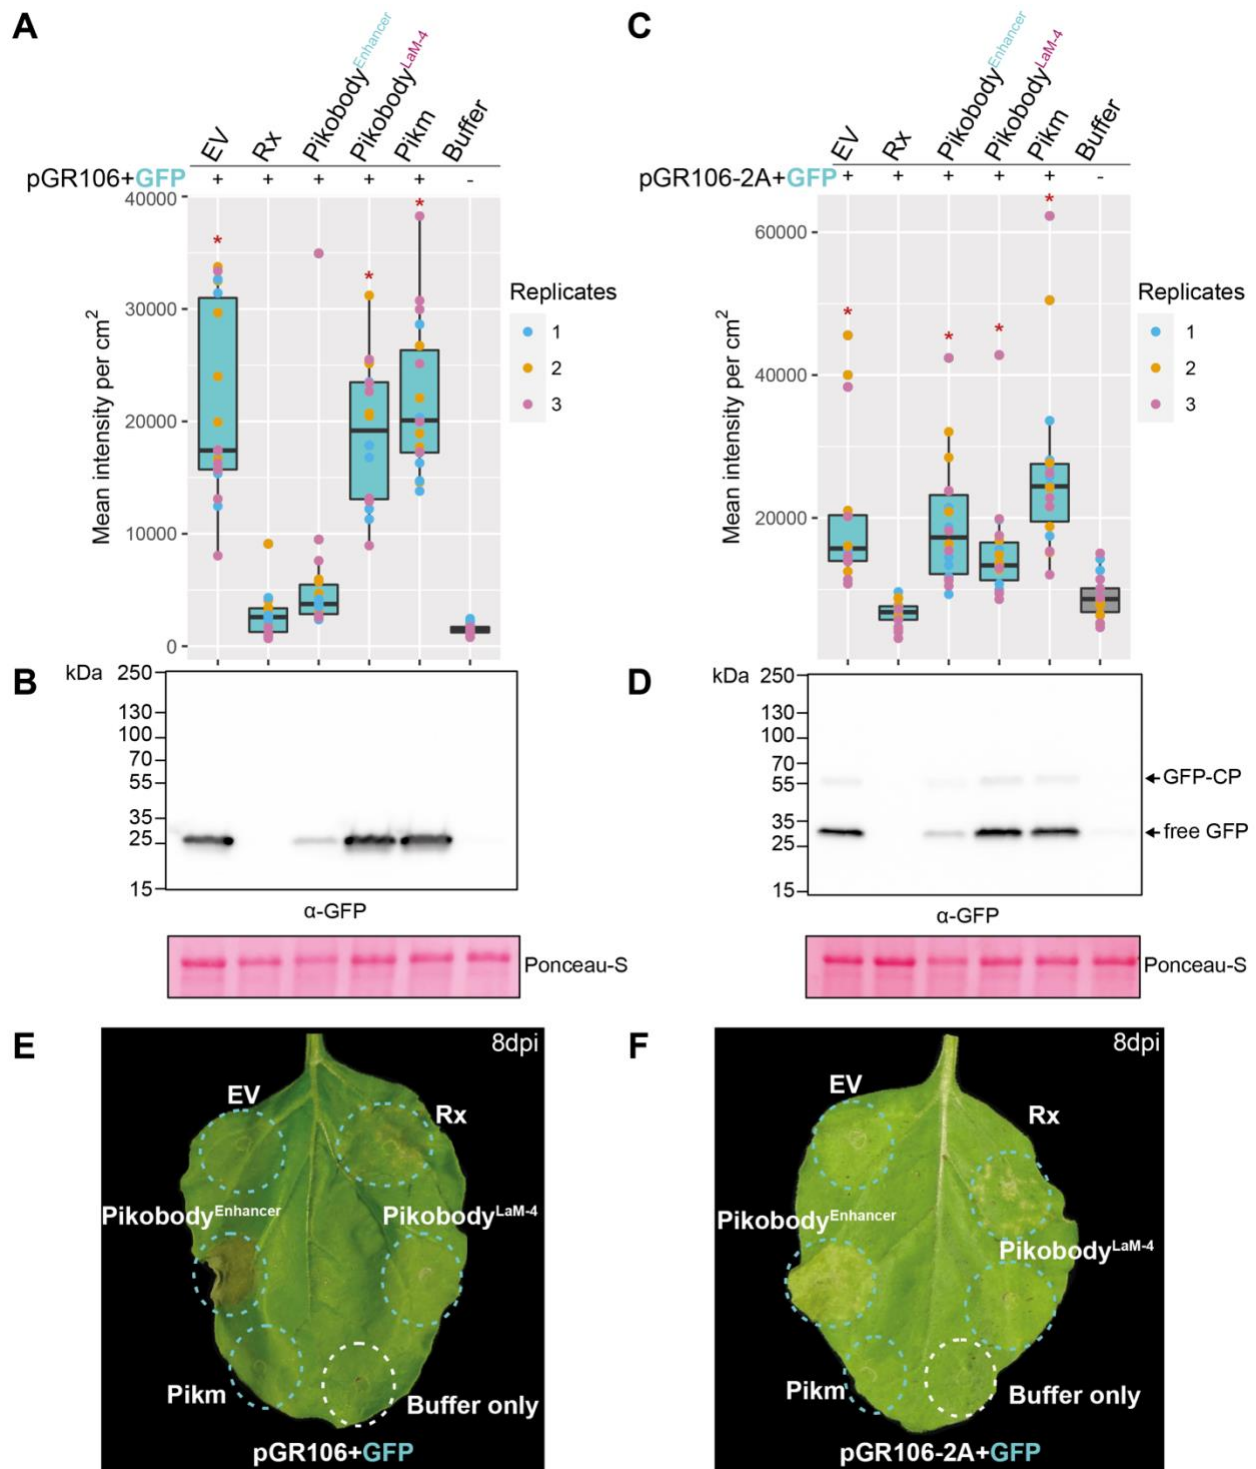 A
EV
Rx
Pikobody^Enhancer
Pikobody^LaM-4
Pikm
Buffer
pGR106+GFP
+ + + + + -
40000
30000
20000
10000
0
Mean intensity per cm²
* * *
Replicates
1
2
3
C
EV
Rx
Pikobody^Enhancer
Pikobody^LaM-4
Pikm
Buffer
pGR106-2A+GFP
+ + + + + -
60000
40000
20000
Mean intensity per cm²
* * * *
Replicates
1
2
3
B
kDa
250
130
100
70
55
35
25
15
α-GFP
Ponceau-S
D
kDa
250
130
100
70
55
35
25
15
GFP-CP
free GFP
α-GFP
Ponceau-S
E
8dpi
EV
Rx
Pikobody^Enhancer
Pikobody^LaM-4
Pikm
Buffer only
pGR106+GFP
F
8dpi
EV
Rx
Pikobody^Enhancer
Pikobody^LaM-4
Pikm
Buffer only
pGR106-2A+GFP